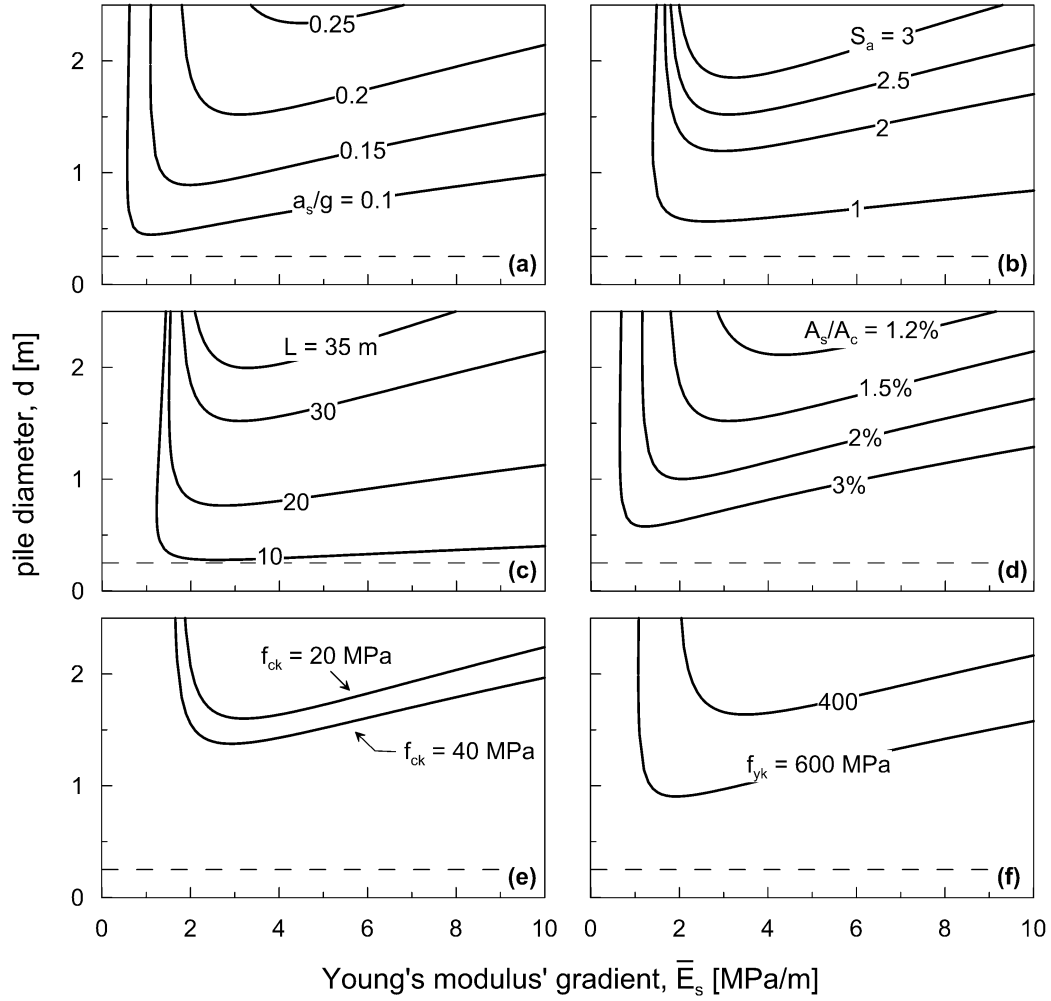 0.25
2
0.2
0.15
1
a_s/g = 0.1
0
(a)
S_a = 3
2.5
2
1
(b)
0
L = 35 m
2
30
1
20
10
0
(c)
A_s/A_c = 1.2%
1.5%
2%
3%
(d)
f_ck = 20 MPa
2
f_ck = 40 MPa
1
0
(e)
400
f_yk = 600 MPa
(f)
0 2 4 6 8 10
0 2 4 6 8 10
pile diameter, d [m]
Young's modulus' gradient, E̅_s [MPa/m]